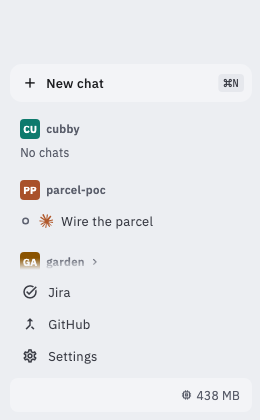 New chat ⌘N
CU cubby
No chats
PP parcel-poc
Wire the parcel
GA garden
Jira
GitHub
Settings
438 MB